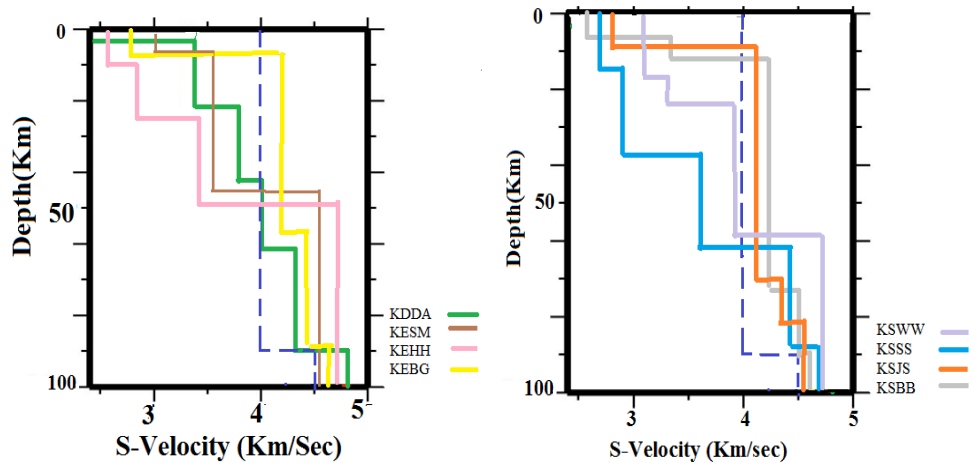 0
50
100
Depth(Km)
3
4
5
S-Velocity (Km/Sec)
KDDA
KESM
KEHH
KEBG
0
50
100
Depth(Km)
3
4
5
S-Velocity (Km/sec)
KSWW
KSSS
KSJS
KSBB